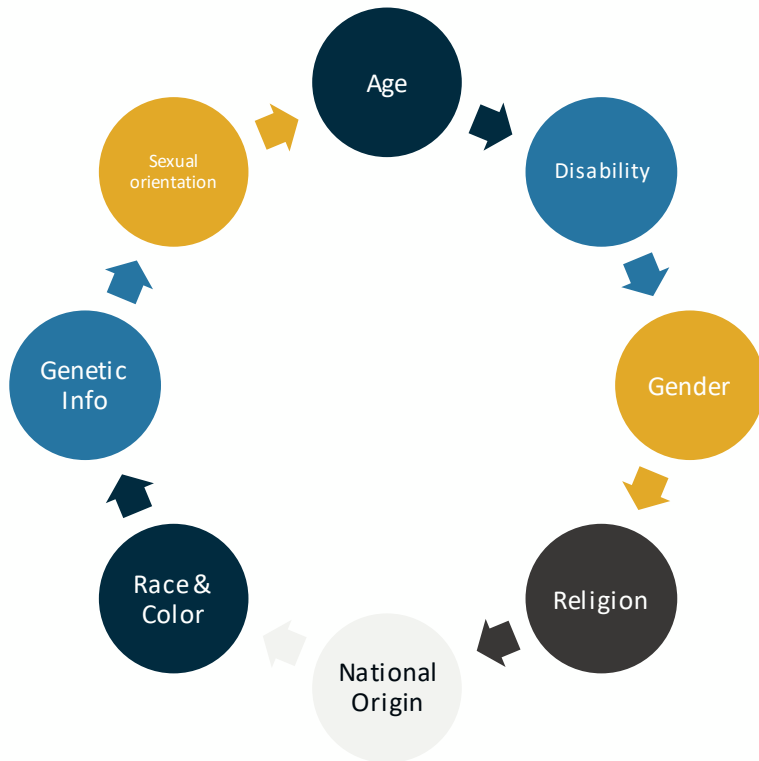 Age
Disability
Gender
Religion
National
Origin
Race &
Color
Genetic
Info
Sexual
orientation